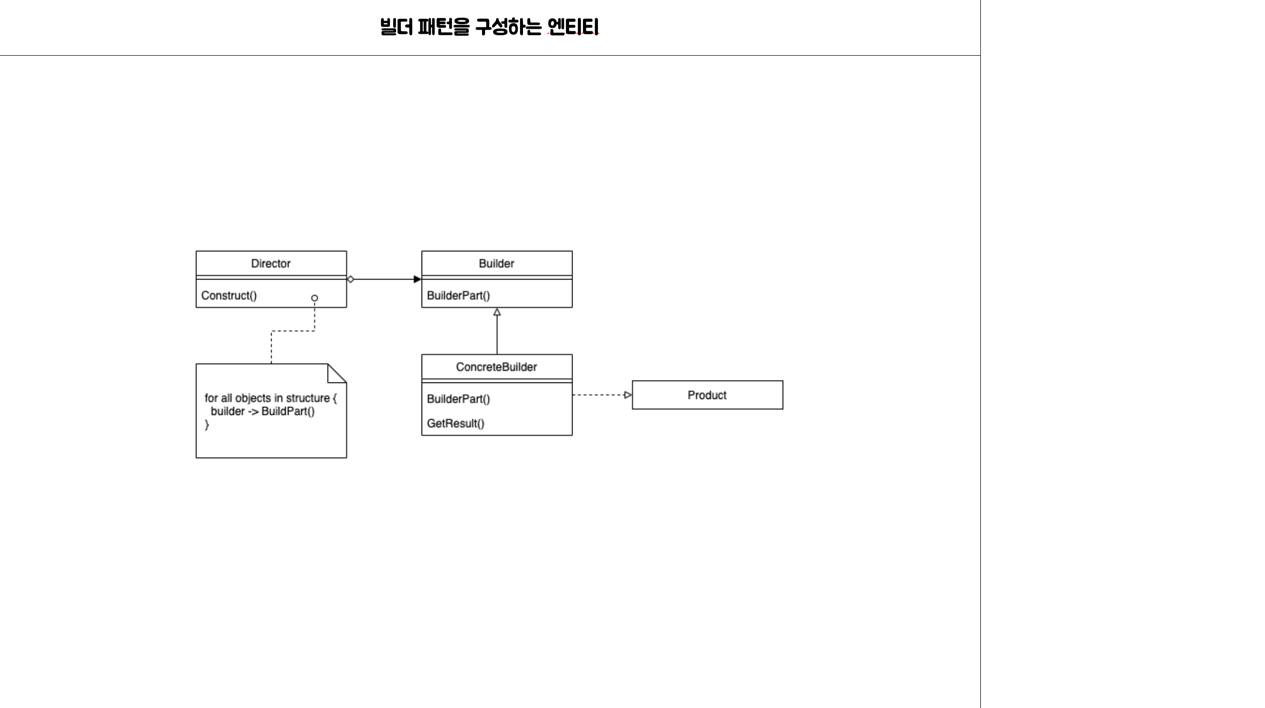 빌더 패턴을 구성하는 엔티티
Director
Construct()
Builder
BuilderPart()
for all objects in structure {
builder -> BuildPart()
}
ConcreteBuilder
BuilderPart()
GetResult()
Product